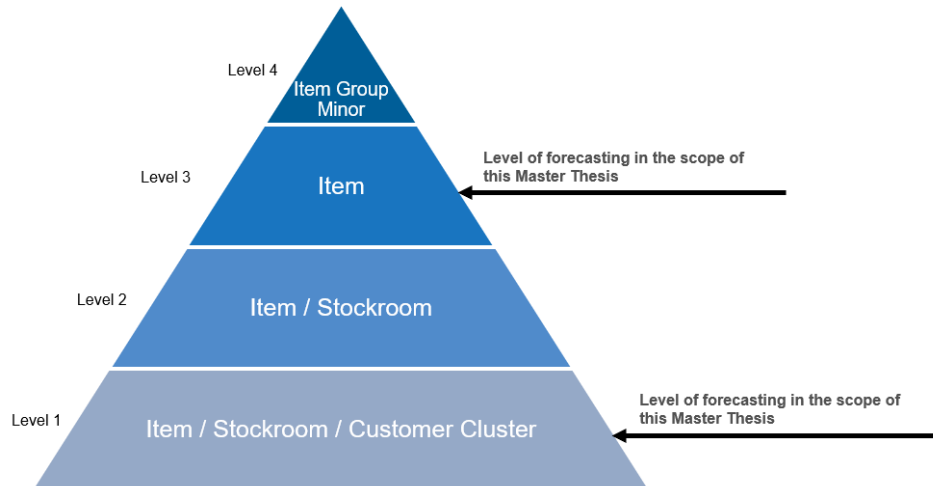 Level 4
Item Group
Minor
Level of forecasting in the scope of
this Master Thesis
Level 3
Item
Level 2
Item / Stockroom
Level of forecasting in the scope of
this Master Thesis
Level 1
Item / Stockroom / Customer Cluster